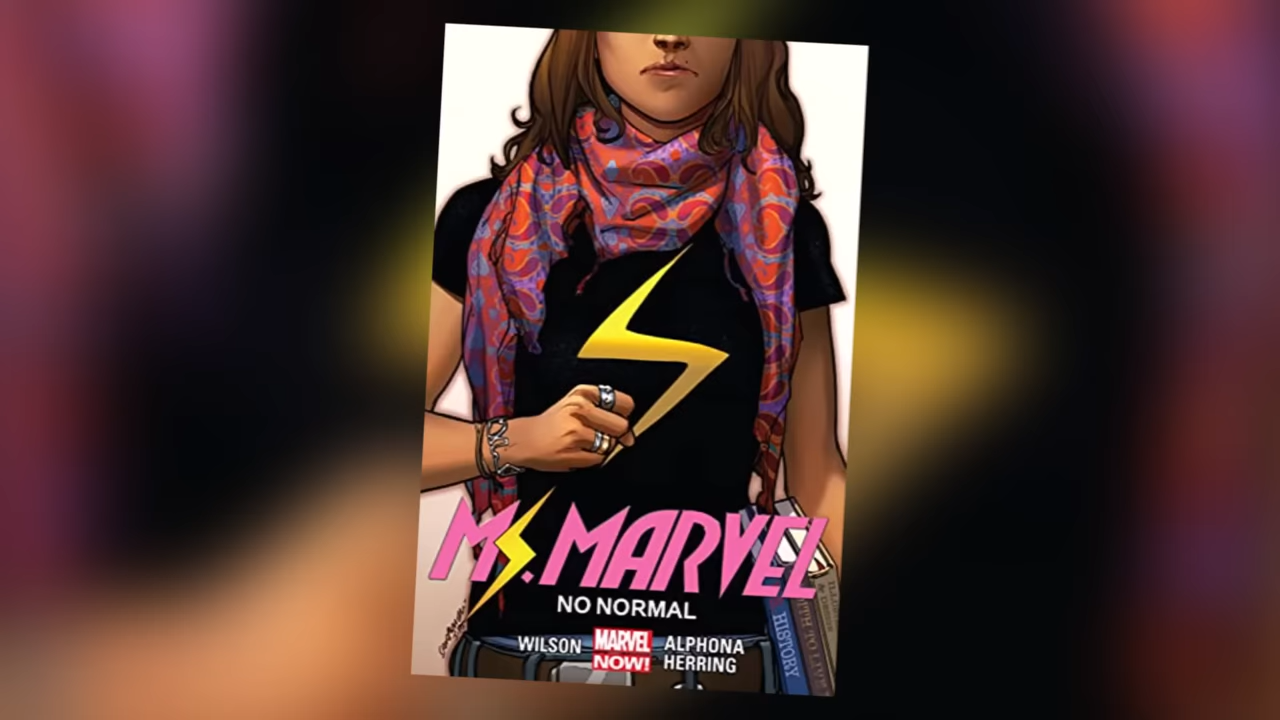 MS. MARVEL
NO NORMAL
WILSON
MARVEL
NOW!
ALPHONA
HERRING
HISTORY